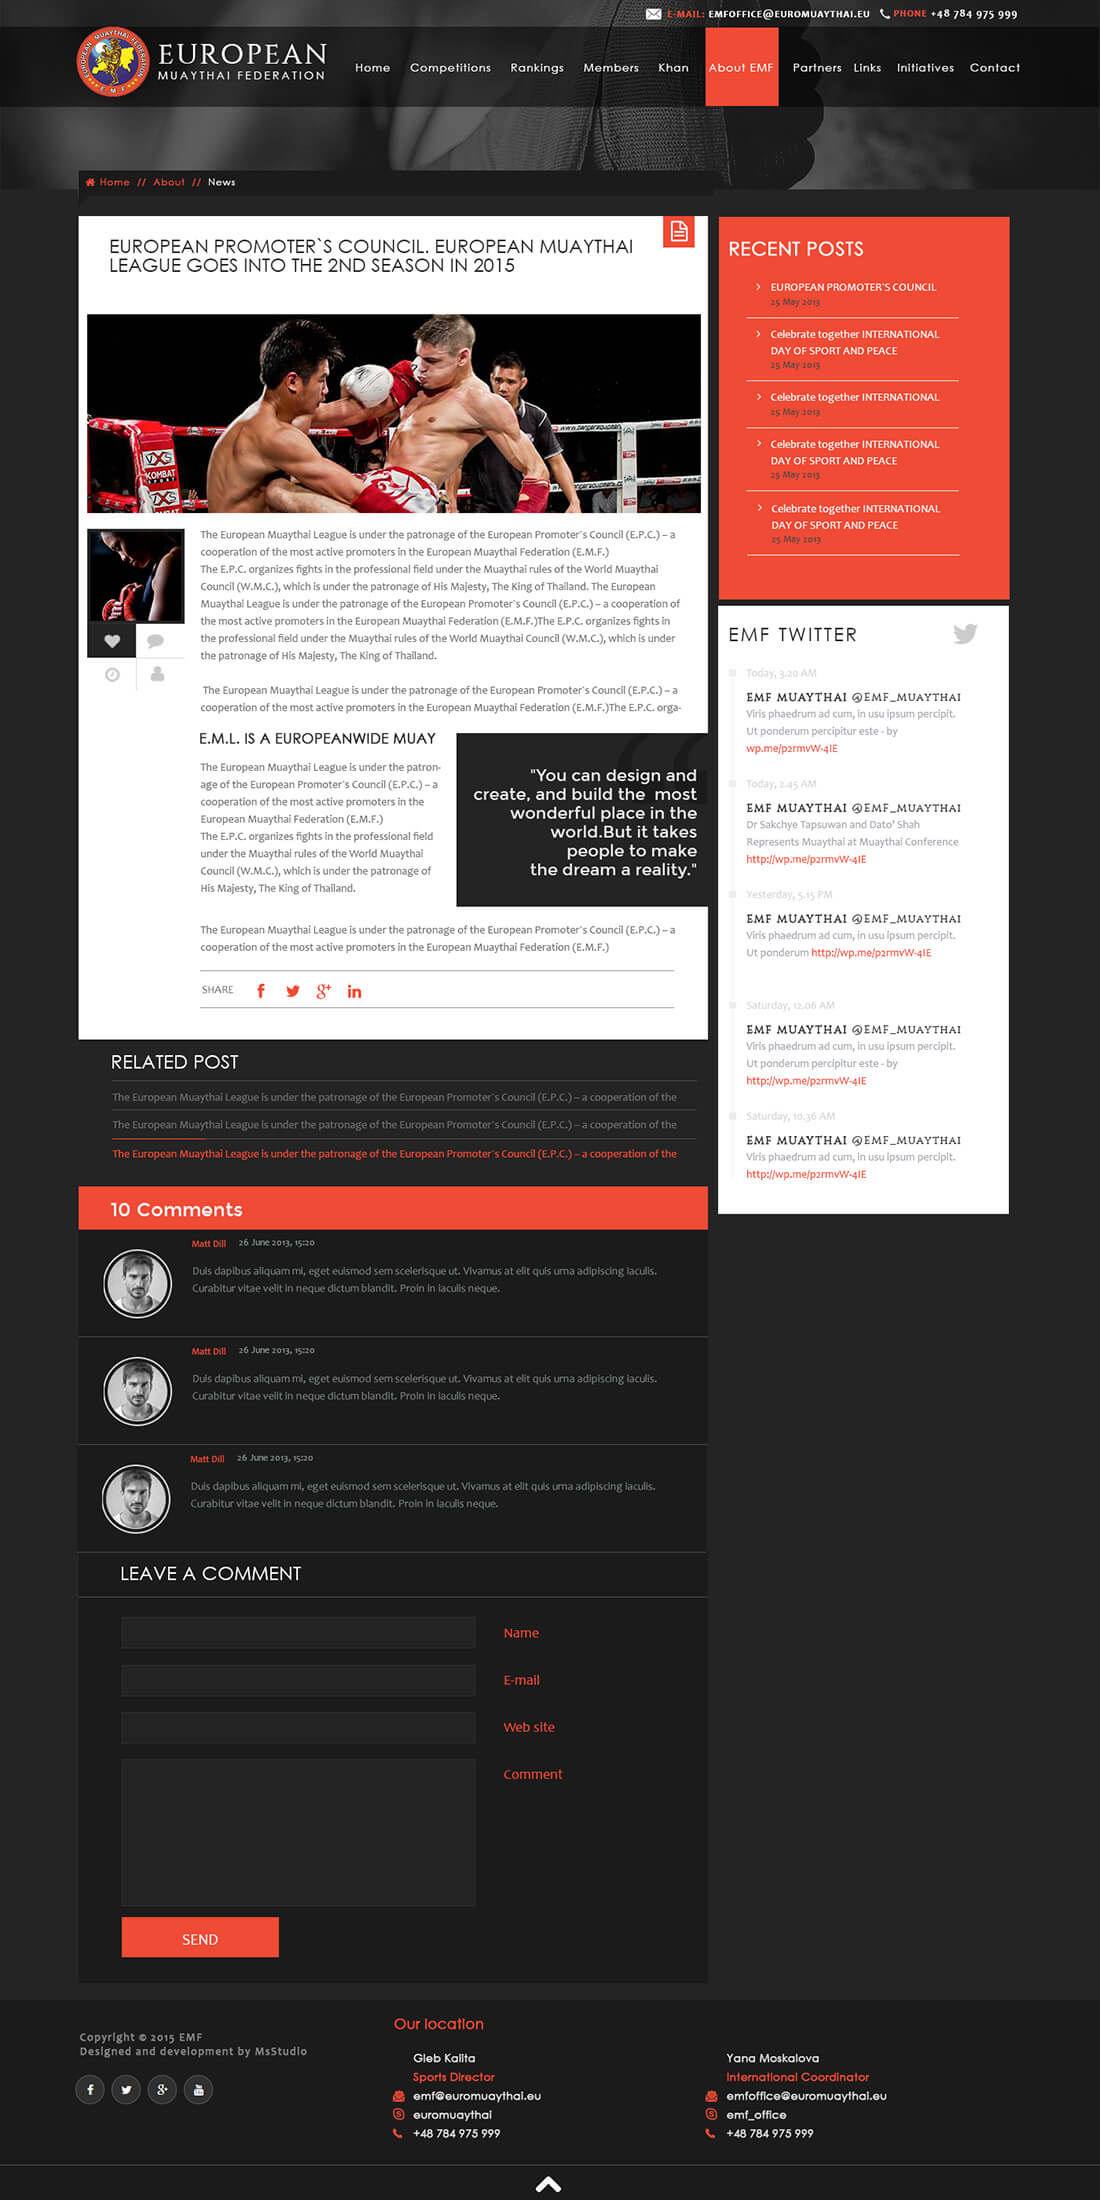 E-MAIL: EMFOFFICE@EUROMUAYTHAI.EU PHONE +48 784 975 999
EUROPEAN
MUAYTHAI FEDERATION
Home Competitions Rankings Members Khan About EMF Partners Links Initiatives Contact
Home // About // News
EUROPEAN PROMOTER`S COUNCIL. EUROPEAN MUAYTHAI
LEAGUE GOES INTO THE 2ND SEASON IN 2015
VXS
KOMBAT
VXS
The European Muaythai League is under the patronage of the European Promoter`s Council (E.P.C.) – a
cooperation of the most active promoters in the European Muaythai Federation (E.M.F.)
The E.P.C. organizes fights in the professional field under the Muaythai rules of the World Muaythai
Council (W.M.C.), which is under the patronage of His Majesty, The King of Thailand. The European
Muaythai League is under the patronage of the European Promoter`s Council (E.P.C.) – a cooperation of
the most active promoters in the European Muaythai Federation (E.M.F.)The E.P.C. organizes fights in
the professional field under the Muaythai rules of the World Muaythai Council (W.M.C.), which is under
the patronage of His Majesty, The King of Thailand.
The European Muaythai League is under the patronage of the European Promoter`s Council (E.P.C.) – a
cooperation of the most active promoters in the European Muaythai Federation (E.M.F.)The E.P.C. orga-
E.M.L. IS A EUROPEANWIDE MUAY
The European Muaythai League is under the patron-
age of the European Promoter`s Council (E.P.C.) – a
cooperation of the most active promoters in the
European Muaythai Federation (E.M.F.)
The E.P.C. organizes fights in the professional field
under the Muaythai rules of the World Muaythai
Council (W.M.C.), which is under the patronage of
His Majesty, The King of Thailand.
"You can design and
create, and build the most
wonderful place in the
world.But it takes
people to make
the dream a reality."
The European Muaythai League is under the patronage of the European Promoter`s Council (E.P.C.) – a
cooperation of the most active promoters in the European Muaythai Federation (E.M.F.)
SHARE
RELATED POST
The European Muaythai League is under the patronage of the European Promoter`s Council (E.P.C.) – a cooperation of the
The European Muaythai League is under the patronage of the European Promoter`s Council (E.P.C.) – a cooperation of the
The European Muaythai League is under the patronage of the European Promoter`s Council (E.P.C.) – a cooperation of the
10 Comments
Matt Dill 26 June 2013, 15:20
Duis dapibus aliquam mi, eget euismod sem scelerisque ut. Vivamus at elit quis urna adipiscing iaculis.
Curabitur vitae velit in neque dictum blandit. Proin in iaculis neque.
Matt Dill 26 June 2013, 15:20
Duis dapibus aliquam mi, eget euismod sem scelerisque ut. Vivamus at elit quis urna adipiscing iaculis.
Curabitur vitae velit in neque dictum blandit. Proin in iaculis neque.
Matt Dill 26 June 2013, 15:20
Duis dapibus aliquam mi, eget euismod sem scelerisque ut. Vivamus at elit quis urna adipiscing iaculis.
Curabitur vitae velit in neque dictum blandit. Proin in iaculis neque.
LEAVE A COMMENT
Name
E-mail
Web site
Comment
SEND
RECENT POSTS
EUROPEAN PROMOTER`S COUNCIL
25 May 2013
Celebrate together INTERNATIONAL
DAY OF SPORT AND PEACE
25 May 2013
Celebrate together INTERNATIONAL
25 May 2013
Celebrate together INTERNATIONAL
DAY OF SPORT AND PEACE
25 May 2013
Celebrate together INTERNATIONAL
DAY OF SPORT AND PEACE
25 May 2013
EMF TWITTER
Today, 3.20 AM
EMF MUAYTHAI @EMF_MUAYTHAI
Viris phaedrum ad cum, in usu ipsum percipit.
Ut ponderum percipitur este - by
wp.me/p2rmvW-4IE
Today, 2.45 AM
EMF MUAYTHAI @EMF_MUAYTHAI
Dr Sakchye Tapsuwan and Dato’ Shah
Represents Muaythai at Muaythai Conference
http://wp.me/p2rmvW-4IE
Yesterday, 5.15 PM
EMF MUAYTHAI @EMF_MUAYTHAI
Viris phaedrum ad cum, in usu ipsum percipit.
Ut ponderum http://wp.me/p2rmvW-4IE
Saturday, 12.06 AM
EMF MUAYTHAI @EMF_MUAYTHAI
Viris phaedrum ad cum, in usu ipsum percipit.
Ut ponderum percipitur este - by
http://wp.me/p2rmvW-4IE
Saturday, 10.36 AM
EMF MUAYTHAI @EMF_MUAYTHAI
Viris phaedrum ad cum, in usu ipsum percipit.
http://wp.me/p2rmvW-4IE
Copyright © 2015 EMF
Designed and development by MsStudio
Our location
Gleb Kalita
Sports Director
emf@euromuaythai.eu
euromuaythai
+48 784 975 999
Yana Moskalova
International Coordinator
emfoffice@euromuaythai.eu
emf_office
+48 784 975 999